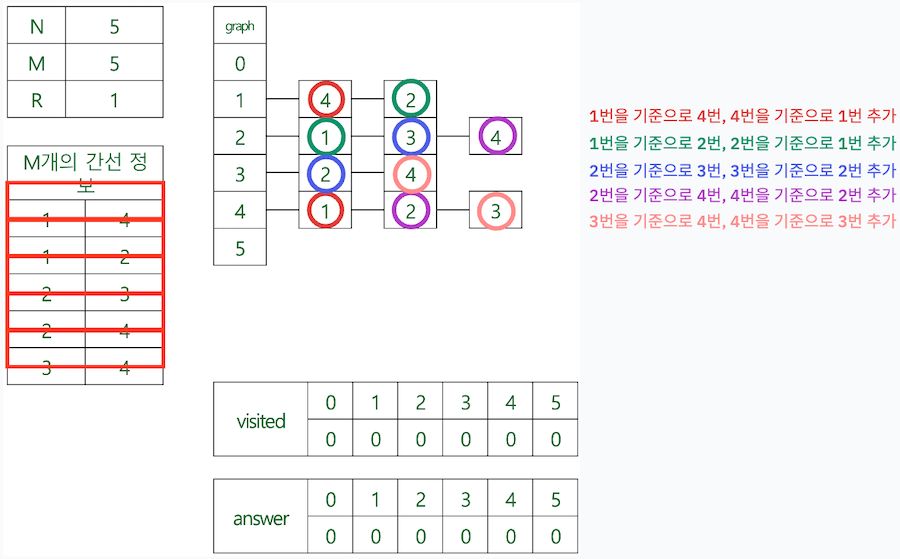 N 5
M 5
R 1
M개의 간선 정
보
1 4
1 2
2 3
2 4
3 4
graph
0
1 4 2
2 1 3 4
3 2 4
4 1 2 3
5
1번을 기준으로 4번, 4번을 기준으로 1번 추가
1번을 기준으로 2번, 2번을 기준으로 1번 추가
2번을 기준으로 3번, 3번을 기준으로 2번 추가
2번을 기준으로 4번, 4번을 기준으로 2번 추가
3번을 기준으로 4번, 4번을 기준으로 3번 추가
visited
0 1 2 3 4 5
0 0 0 0 0 0
answer
0 1 2 3 4 5
0 0 0 0 0 0